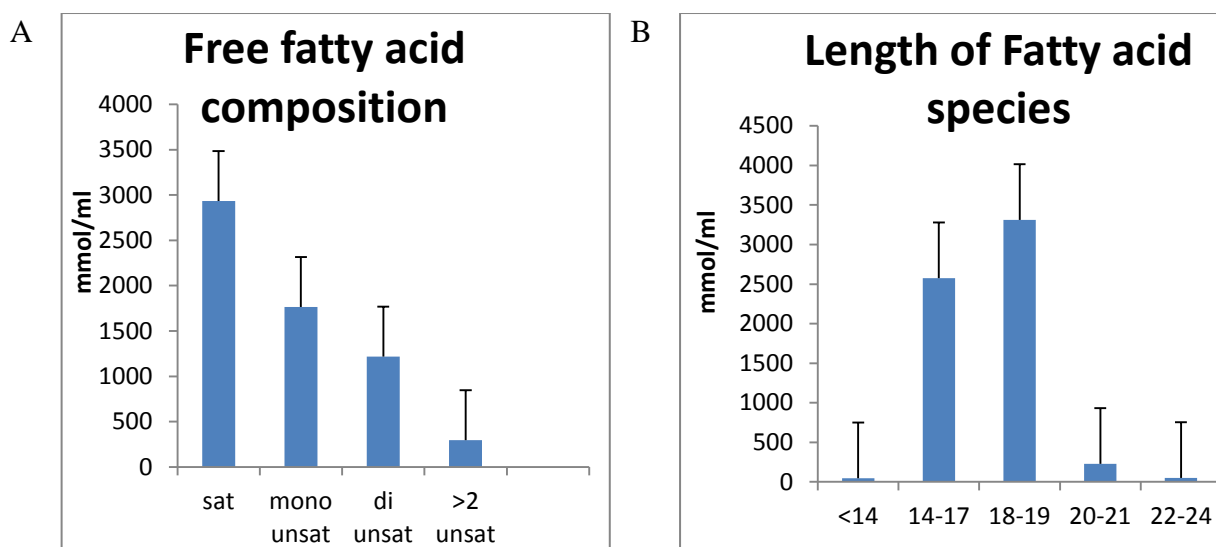 A
Free fatty acid
composition
4000
3500
3000
2500
2000
1500
1000
500
0
mmol/ml
sat
mono
unsat
di
unsat
>2
unsat
B
Length of Fatty acid
species
4500
4000
3500
3000
2500
2000
1500
1000
500
0
mmol/ml
<14
14-17
18-19
20-21
22-24